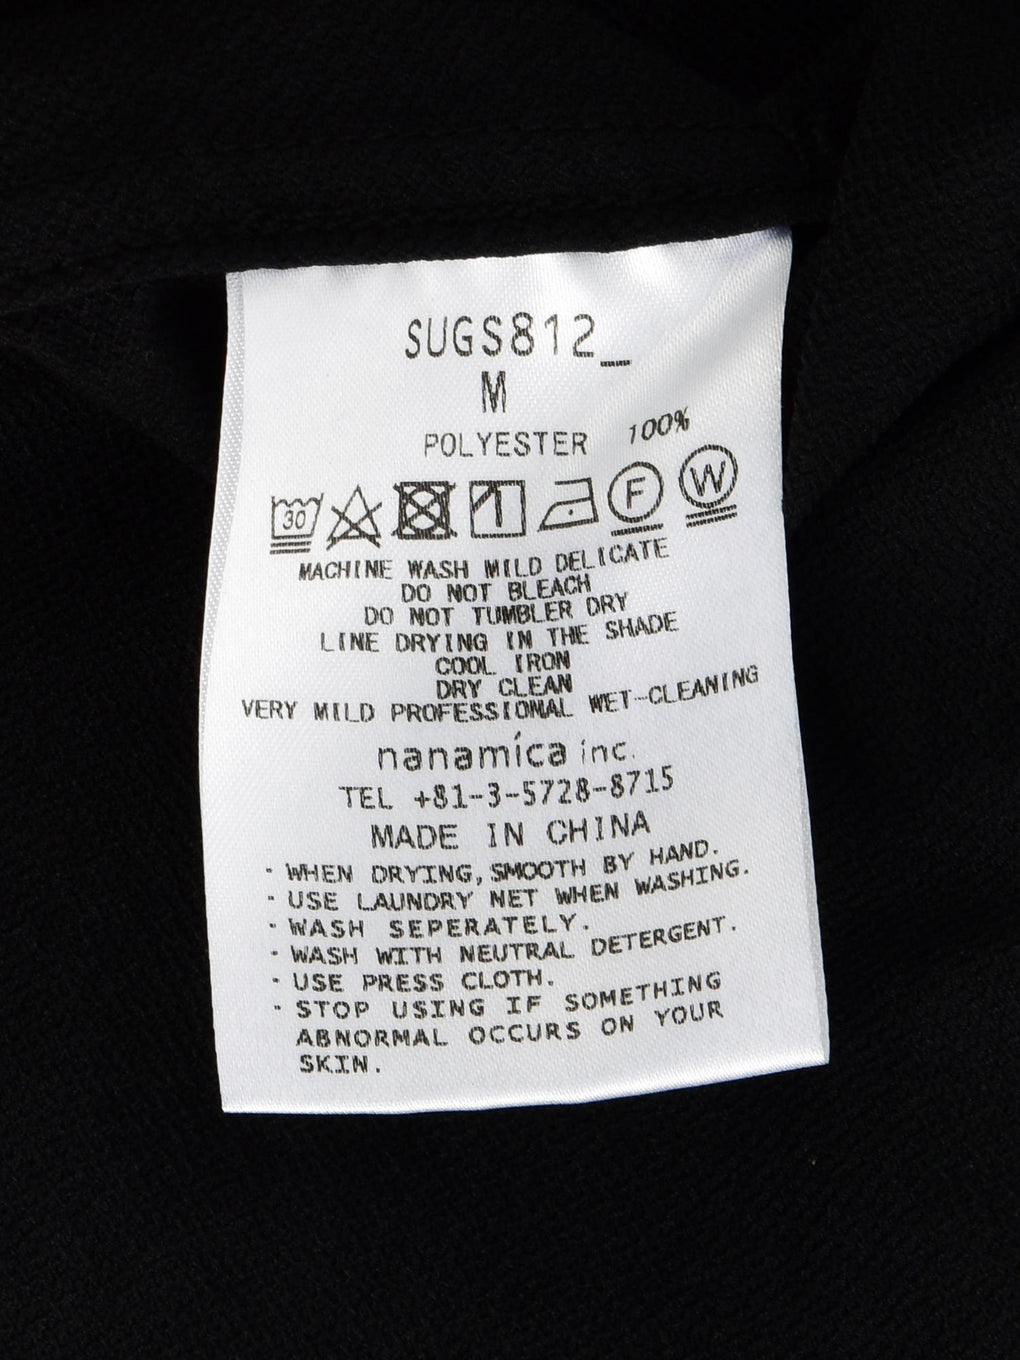 SUGS812_
M
POLYESTER 100%
30 F W
MACHINE WASH MILD DELICATE
DO NOT BLEACH
DO NOT TUMBLER DRY
LINE DRYING IN THE SHADE
COOL IRON
DRY CLEAN
VERY MILD PROFESSIONAL WET-CLEANING
nanamíca inc.
TEL +81-3-5728-8715
MADE IN CHINA
・WHEN DRYING, SMOOTH BY HAND.
・USE LAUNDRY NET WHEN WASHING.
・WASH SEPERATELY.
・WASH WITH NEUTRAL DETERGENT.
・USE PRESS CLOTH.
・STOP USING IF SOMETHING
ABNORMAL OCCURS ON YOUR
SKIN.